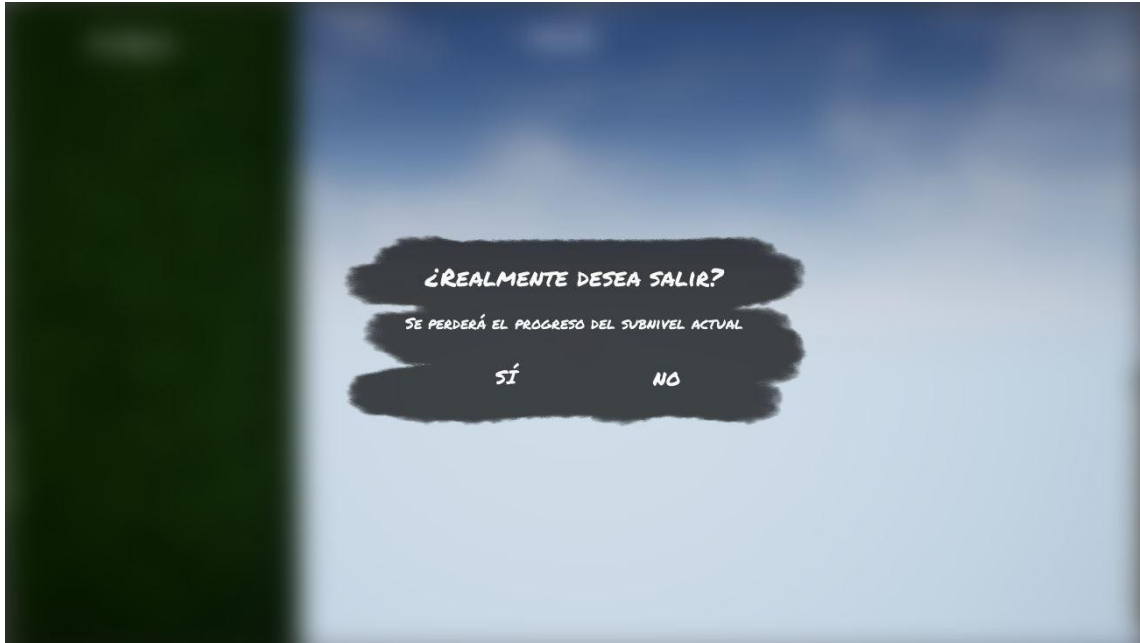 ¿Realmente desea salir?
Se perderá el progreso del subnivel actual
SÍ NO